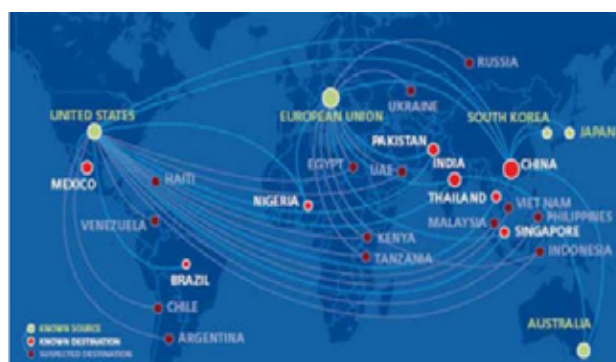 RUSSIA
UNITED STATES
EUROPEAN UNION
UKRAINE
SOUTH KOREA
JAPAN
PAKISTAN
MEXICO
HAITI
EGYPT
UAE
INDIA
CHINA
NIGERIA
THAILAND
VIET NAM
VENEZUELA
MALAYSIA
PHILIPPINES
KENYA
SINGAPORE
TANZANIA
INDONESIA
BRAZIL
CHILE
AUSTRALIA
ARGENTINA
KNOWN SOURCE
KNOWN DESTINATION
SUSPECTED DESTINATION